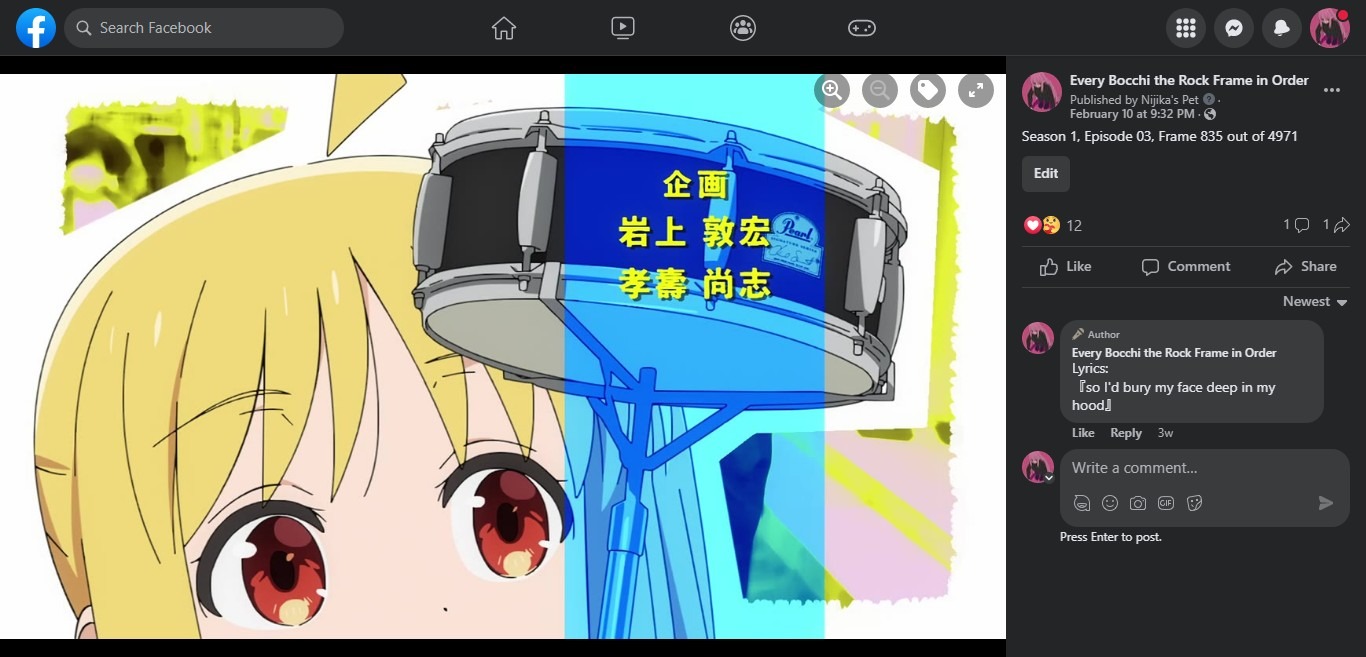 Search Facebook
企画
岩上 敦宏
孝壽 尚志
Pearl
Every Bocchi the Rock Frame in Order
Published by Nijika's Pet ·
February 10 at 9:32 PM ·
Season 1, Episode 03, Frame 835 out of 4971
Edit
12
1
1
Like
Comment
Share
Newest
Author
Every Bocchi the Rock Frame in Order
Lyrics:
『so I'd bury my face deep in my
hood』
Like Reply 3w
Write a comment...
GIF
Press Enter to post.